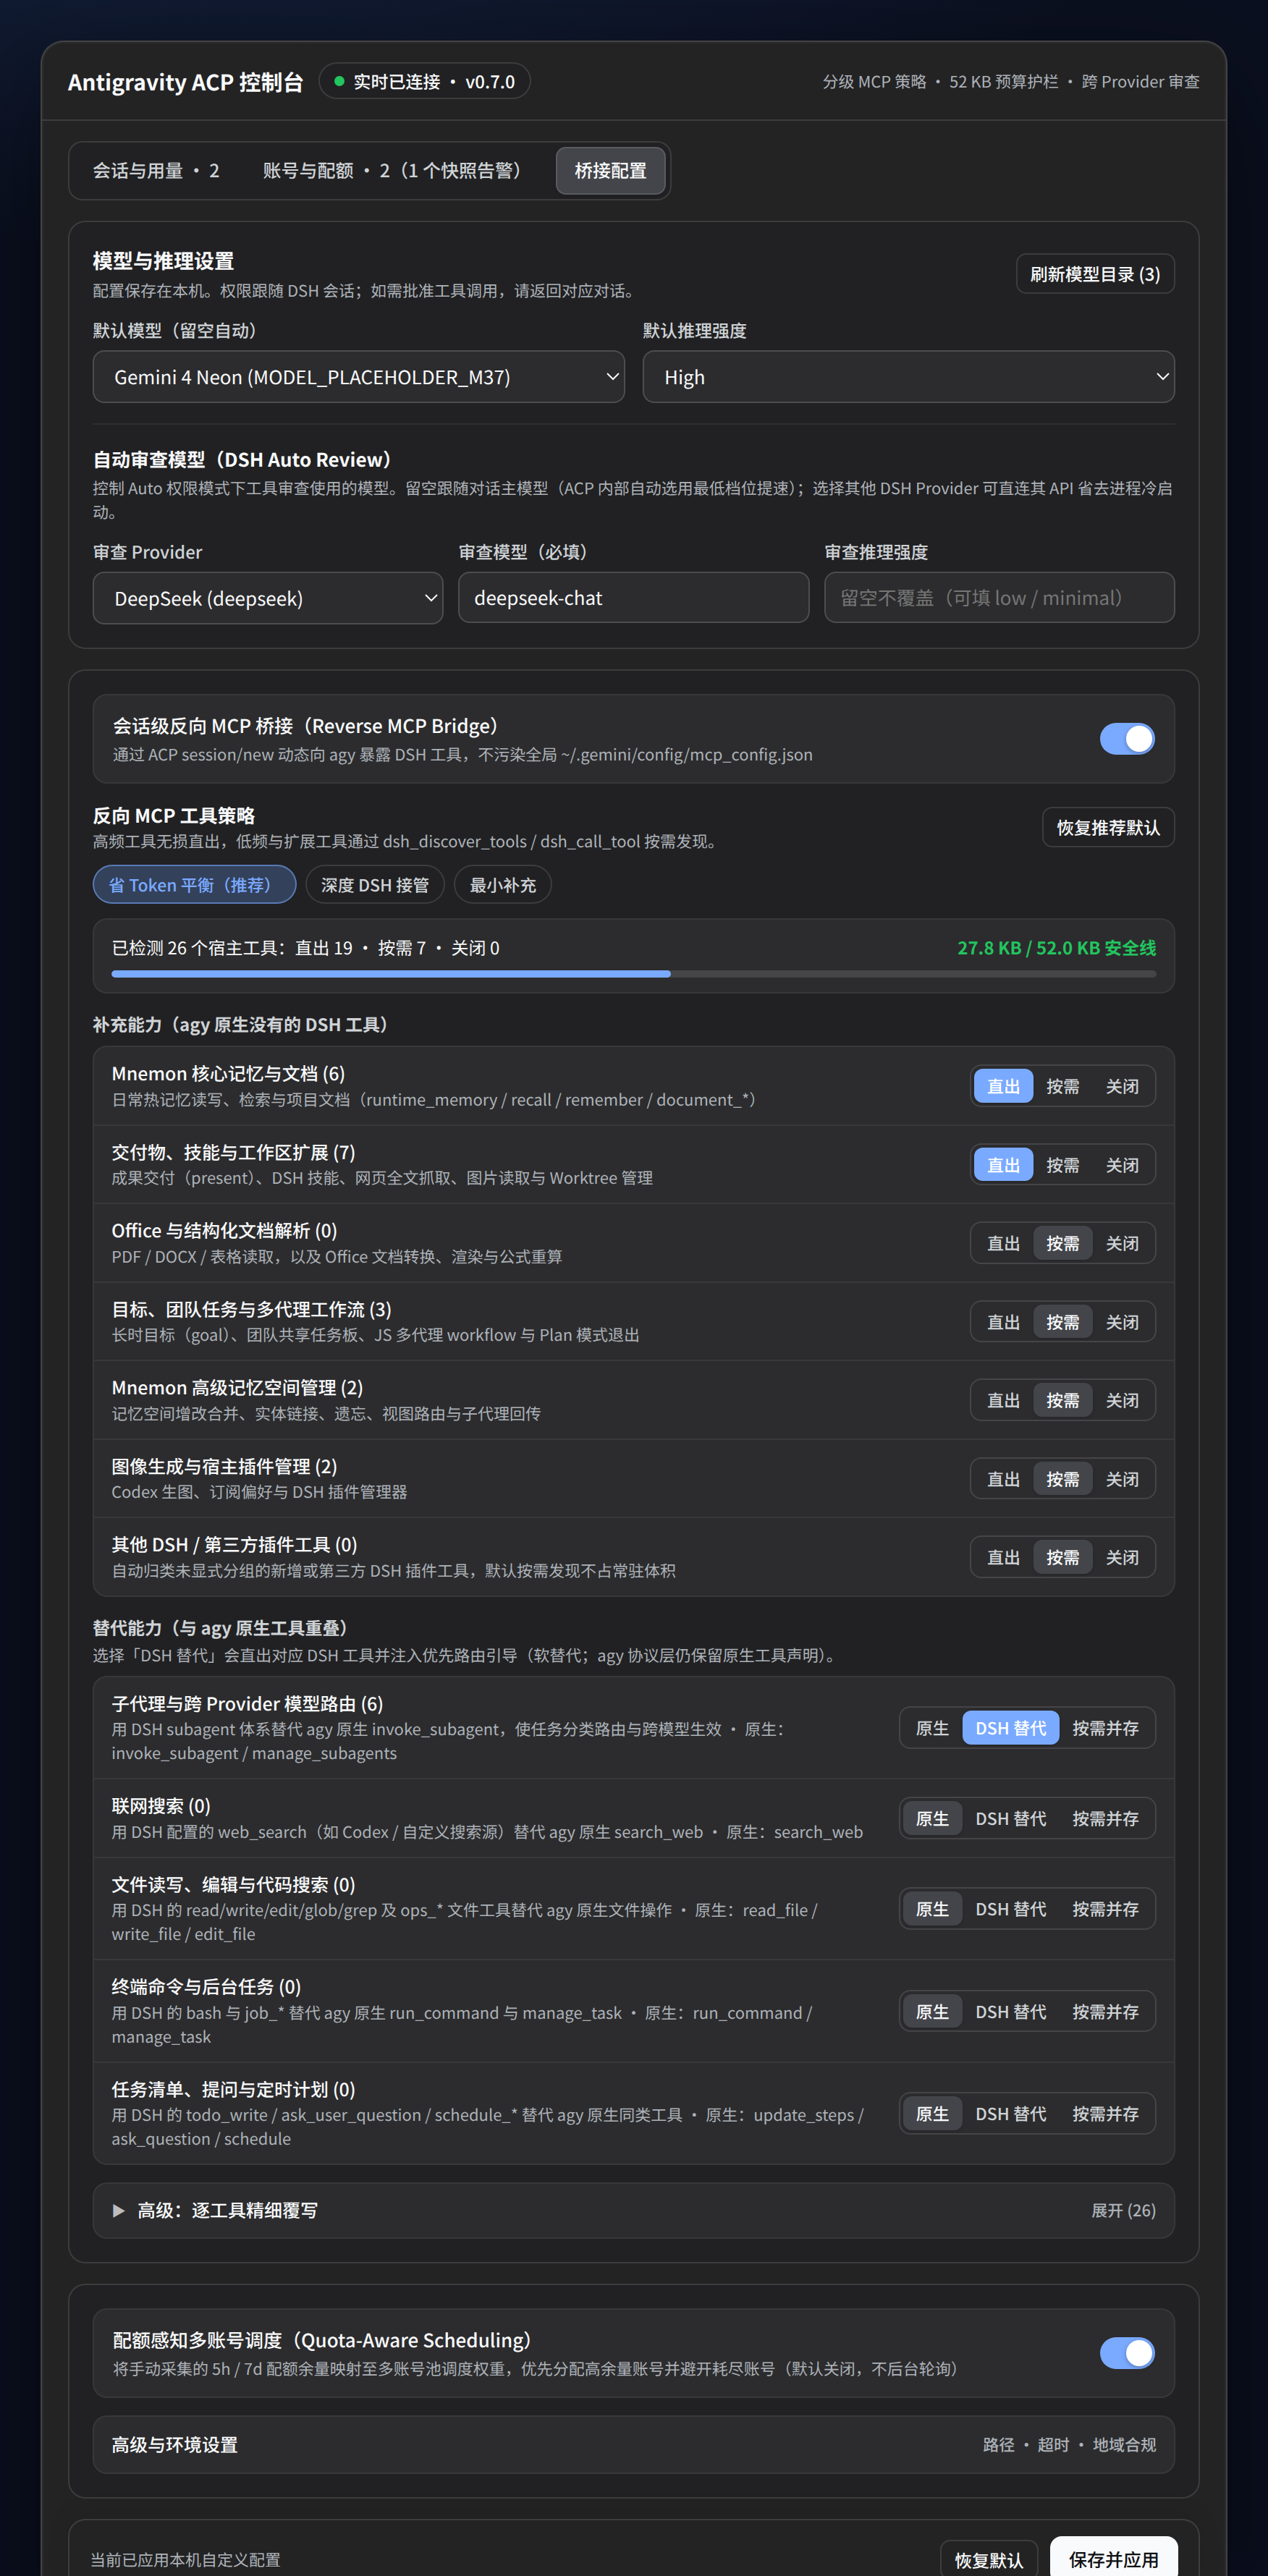 Antigravity ACP 控制台
实时已连接 • v0.7.0
分级 MCP 策略 • 52 KB 预算护栏 • 跨 Provider 审查
会话与用量 • 2
账号与配额 • 2（1 个快照告警）
桥接配置
模型与推理设置
配置保存在本机。权限跟随 DSH 会话；如需批准工具调用，请返回对应对话。
刷新模型目录 (3)
默认模型（留空自动）
默认推理强度
Gemini 4 Neon (MODEL_PLACEHOLDER_M37)
High
自动审查模型（DSH Auto Review）
控制 Auto 权限模式下工具审查使用的模型。留空跟随对话主模型（ACP 内部自动选用最低档位提速）；选择其他 DSH Provider 可直连其 API 省去进程冷启
动。
审查 Provider
审查模型（必填）
审查推理强度
DeepSeek (deepseek)
deepseek-chat
留空不覆盖（可填 low / minimal）
会话级反向 MCP 桥接（Reverse MCP Bridge）
通过 ACP session/new 动态向 agy 暴露 DSH 工具，不污染全局 ~/.gemini/config/mcp_config.json
反向 MCP 工具策略
高频工具无损直出，低频与扩展工具通过 dsh_discover_tools / dsh_call_tool 按需发现。
恢复推荐默认
省 Token 平衡（推荐）
深度 DSH 接管
最小补充
已检测 26 个宿主工具：直出 19 • 按需 7 • 关闭 0
27.8 KB / 52.0 KB 安全线
补充能力（agy 原生没有的 DSH 工具）
Mnemon 核心记忆与文档 (6)
日常热记忆读写、检索与项目文档（runtime_memory / recall / remember / document_*）
直出 按需 关闭
交付物、技能与工作区扩展 (7)
成果交付（present）、DSH 技能、网页全文抓取、图片读取与 Worktree 管理
直出 按需 关闭
Office 与结构化文档解析 (0)
PDF / DOCX / 表格读取，以及 Office 文档转换、渲染与公式重算
直出 按需 关闭
目标、团队任务与多代理工作流 (3)
长时目标（goal）、团队共享任务板、JS 多代理 workflow 与 Plan 模式退出
直出 按需 关闭
Mnemon 高级记忆空间管理 (2)
记忆空间增改合并、实体链接、遗忘、视图路由与子代理回传
直出 按需 关闭
图像生成与宿主插件管理 (2)
Codex 生图、订阅偏好与 DSH 插件管理器
直出 按需 关闭
其他 DSH / 第三方插件工具 (0)
自动归类未显式分组的新增或第三方 DSH 插件工具，默认按需发现不占常驻体积
直出 按需 关闭
替代能力（与 agy 原生工具重叠）
选择「DSH 替代」会直出对应 DSH 工具并注入优先路由引导（软替代；agy 协议层仍保留原生工具声明）。
子代理与跨 Provider 模型路由 (6)
用 DSH subagent 体系替代 agy 原生 invoke_subagent，使任务分类路由与跨模型生效 • 原生：
invoke_subagent / manage_subagents
原生 DSH 替代 按需并存
联网搜索 (0)
用 DSH 配置的 web_search（如 Codex / 自定义搜索源）替代 agy 原生 search_web • 原生：search_web
原生 DSH 替代 按需并存
文件读写、编辑与代码搜索 (0)
用 DSH 的 read/write/edit/glob/grep 及 ops_* 文件工具替代 agy 原生文件操作 • 原生：read_file /
write_file / edit_file
原生 DSH 替代 按需并存
终端命令与后台任务 (0)
用 DSH 的 bash 与 job_* 替代 agy 原生 run_command 与 manage_task • 原生：run_command /
manage_task
原生 DSH 替代 按需并存
任务清单、提问与定时计划 (0)
用 DSH 的 todo_write / ask_user_question / schedule_* 替代 agy 原生同类工具 • 原生：update_steps /
ask_question / schedule
原生 DSH 替代 按需并存
▶ 高级：逐工具精细覆写
展开 (26)
配额感知多账号调度（Quota-Aware Scheduling）
将手动采集的 5h / 7d 配额余量映射至多账号池调度权重，优先分配高余量账号并避开耗尽账号（默认关闭，不后台轮询）
高级与环境设置
路径 • 超时 • 地域合规
当前已应用本机自定义配置
恢复默认
保存并应用